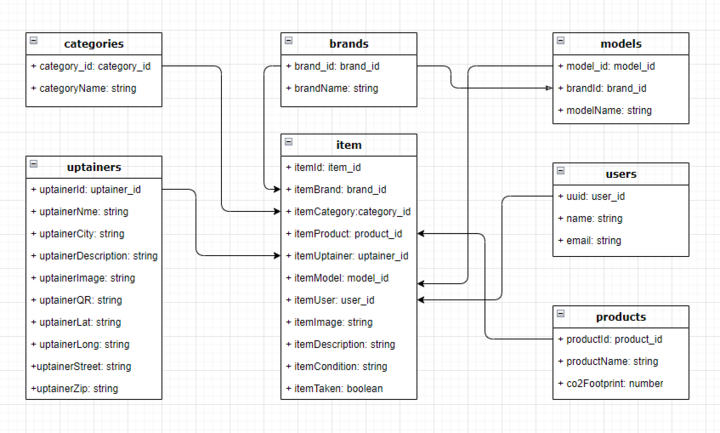 categories
+ category_id: category_id
+ categoryName: string
brands
+ brand_id: brand_id
+ brandName: string
models
+ model_id: model_id
+ brandId: brand_id
+ modelName: string
uptainers
+ uptainerId: uptainer_id
+ uptainerNme: string
+ uptainerCity: string
+ uptainerDescription: string
+ uptainerImage: string
+ uptainerQR: string
+ uptainerLat: string
+ uptainerLong: string
+uptainerStreet: string
+uptainerZip: string
item
+ itemId: item_id
+ itemBrand: brand_id
+ itemCategory:category_id
+ itemProduct: product_id
+ itemUptainer: uptainer_id
+ itemModel: model_id
+ itemUser: user_id
+ itemImage: string
+ itemDescription: string
+ itemCondition: string
+ itemTaken: boolean
users
+ uuid: user_id
+ name: string
+ email: string
products
+ productId: product_id
+ productName: string
+ co2Footprint: number